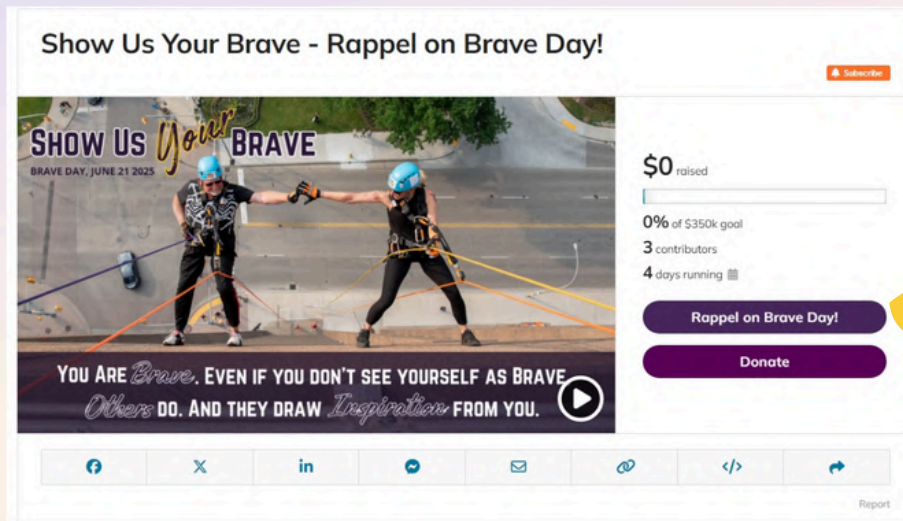 Show Us Your Brave - Rappel on Brave Day!
Subscribe
SHOW US Your BRAVE
BRAVE DAY, JUNE 21 2025
$0 raised
0% of $350k goal
3 contributors
4 days running
Rappel on Brave Day!
Donate
YOU ARE Brave. EVEN IF YOU DON'T SEE YOURSELF AS BRAVE
Others DO. AND THEY DRAW Inspiration FROM YOU.
Report